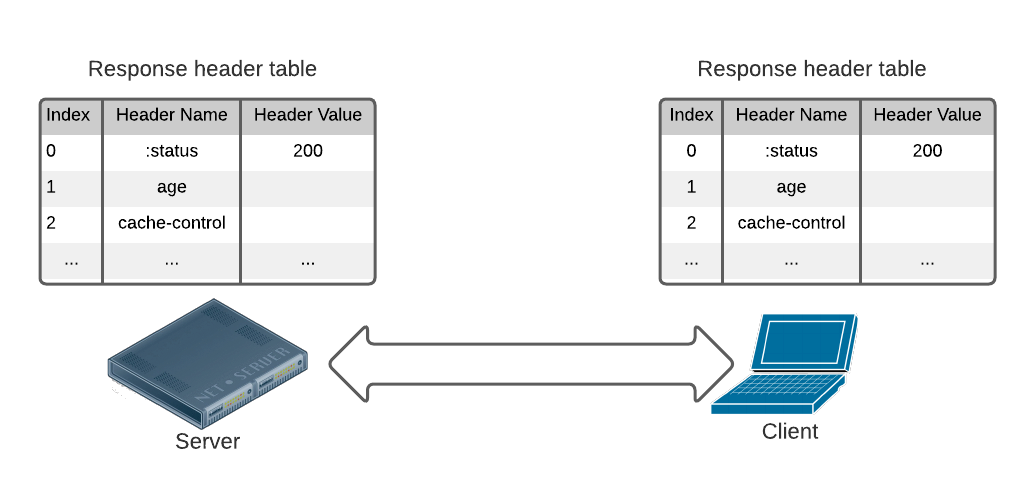 Response header table
Response header table
Index Header Name Header Value
0 :status 200
1 age
2 cache-control
... ... ...
Index Header Name Header Value
0 :status 200
1 age
2 cache-control
... ... ...
NET • SERVER
Server
Client